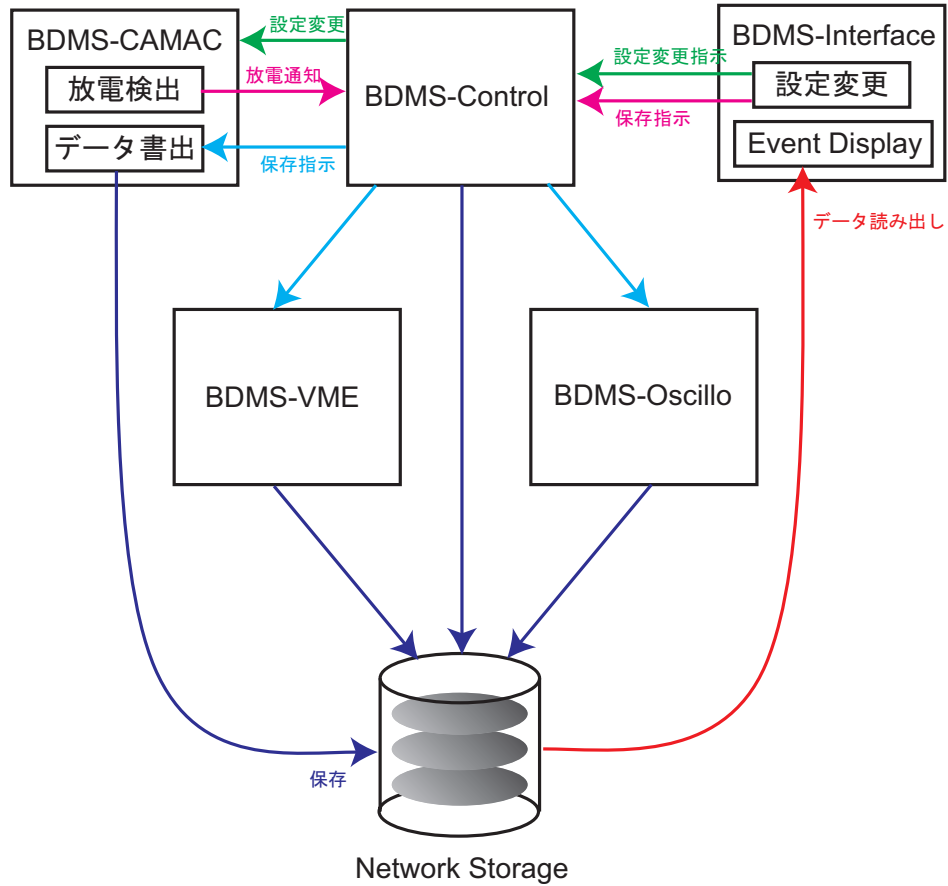 BDMS-CAMAC
放電検出
データ書出
設定変更
放電通知
保存指示
BDMS-Control
設定変更指示
保存指示
BDMS-Interface
設定変更
Event Display
データ読み出し
BDMS-VME
BDMS-Oscillo
保存
Network Storage